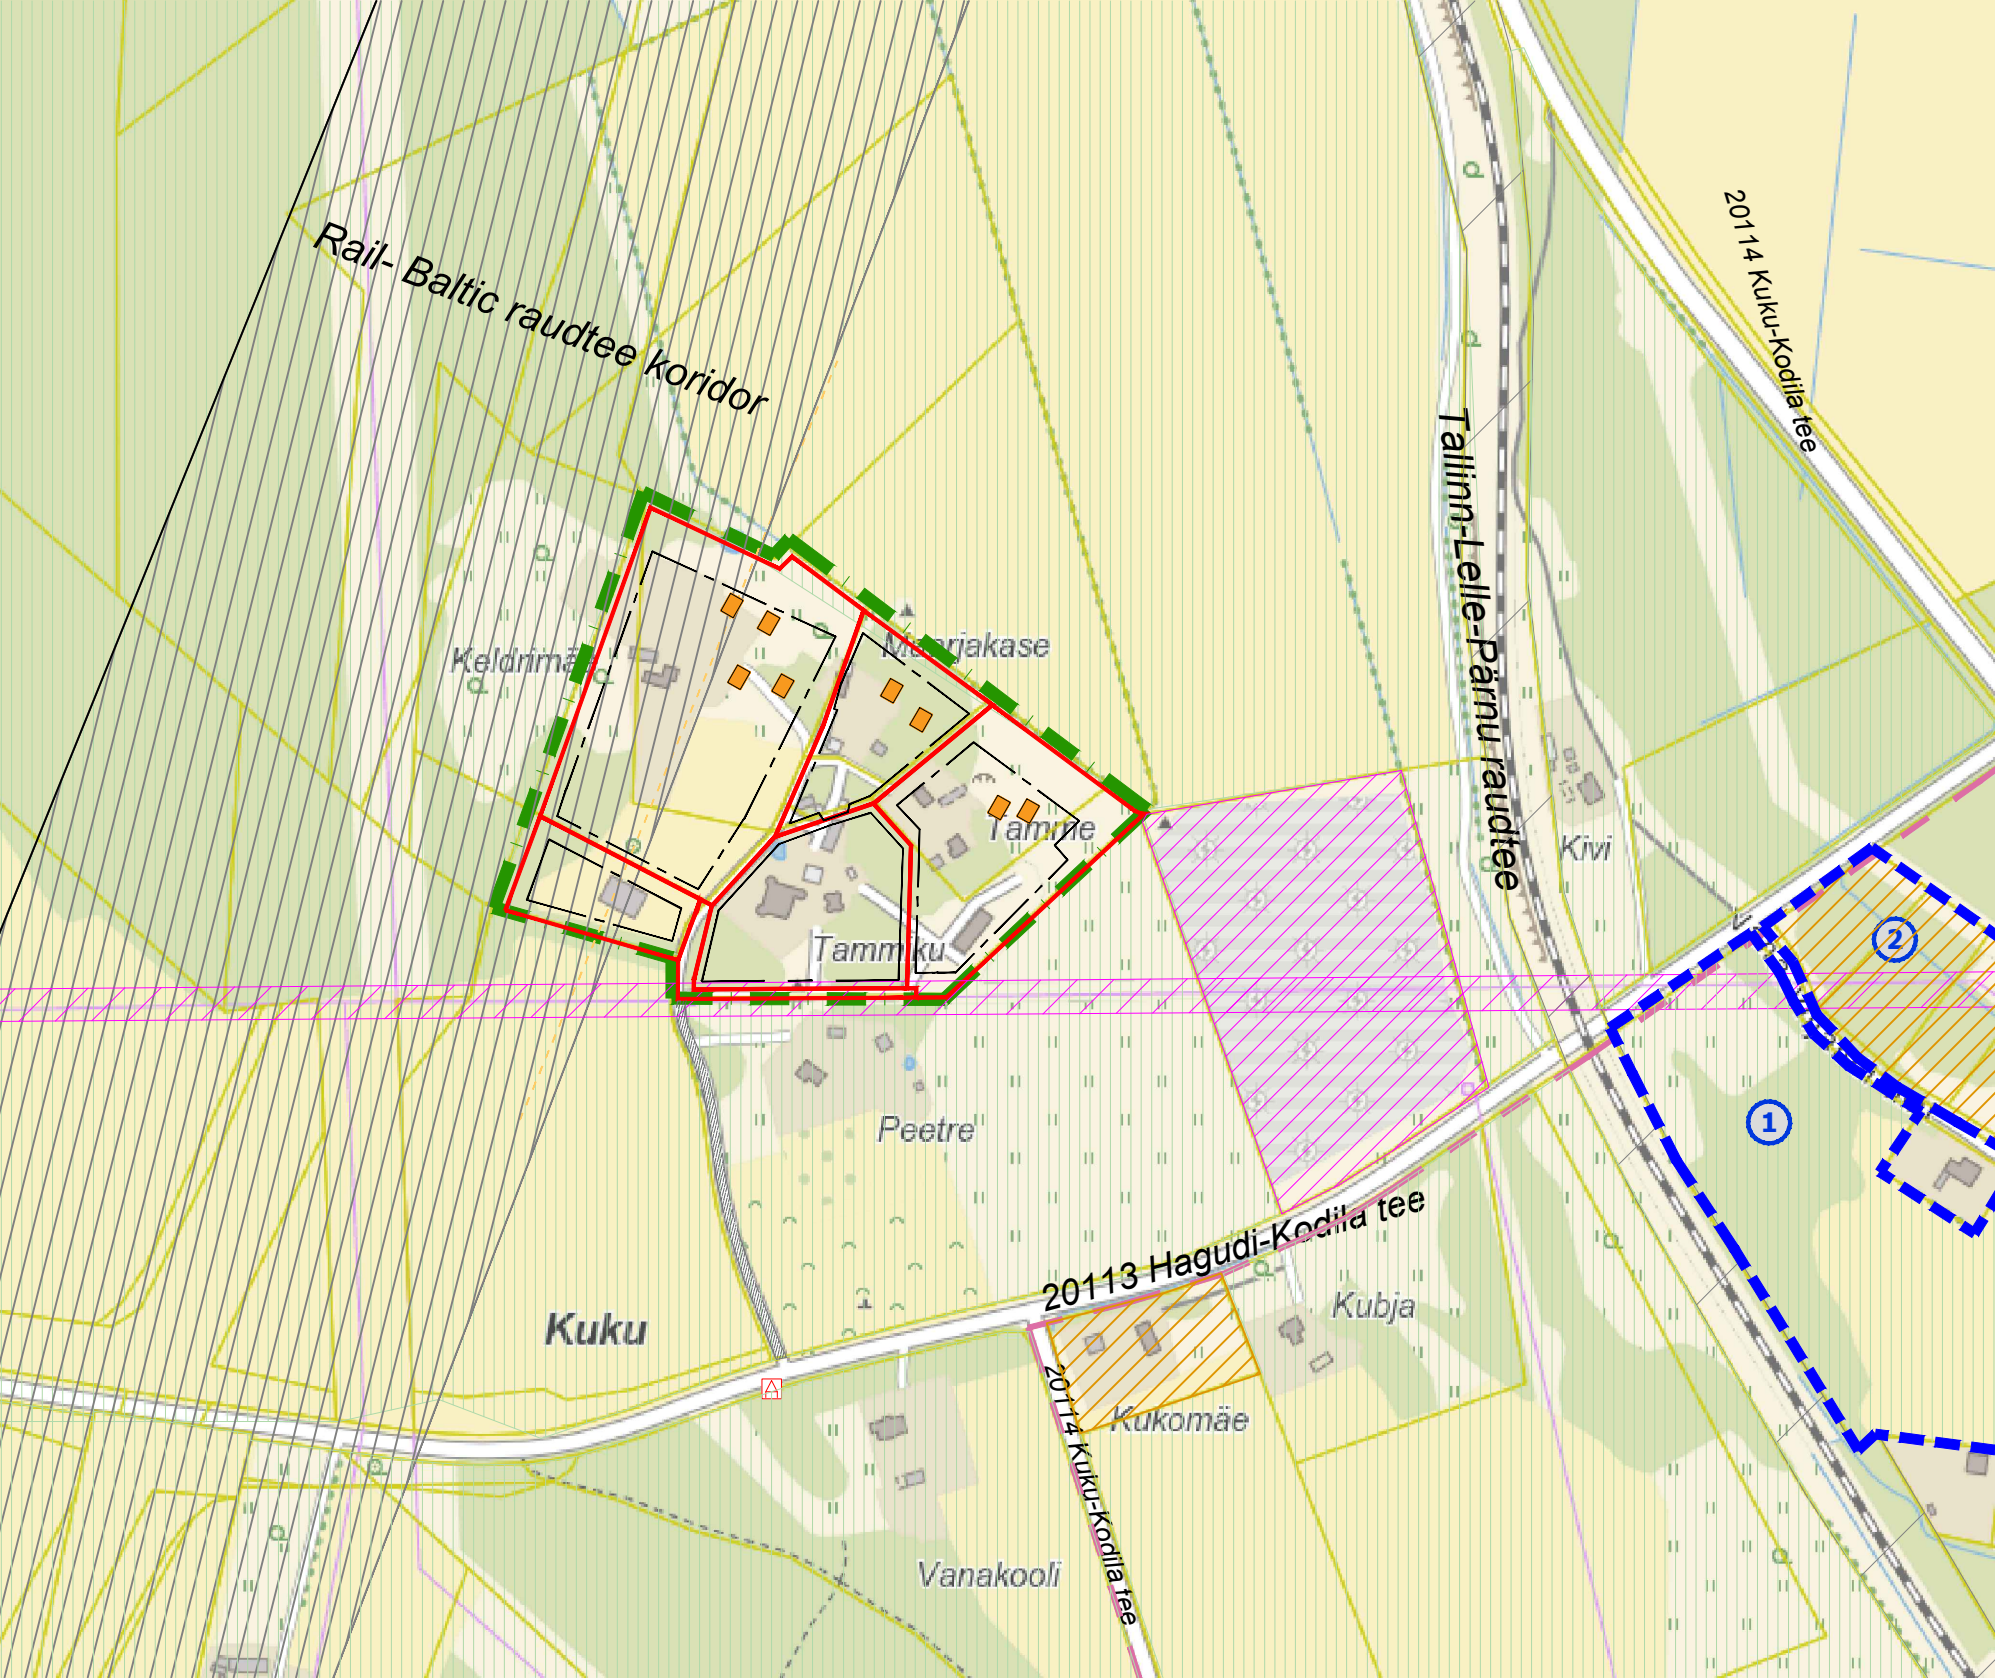 20114 Kuku-Kodila tee
Rail- Baltic raudtee koridor
Tallinn-Lelle-Pärnu raudtee
Muarjakase
Tamme
Kivi
Tammiku
2
1
Peetre
20113 Hagudi-Kodila tee
Kuku
Kubja
20114 Kuku-Kodila tee
Kukomäe
Vanakooli